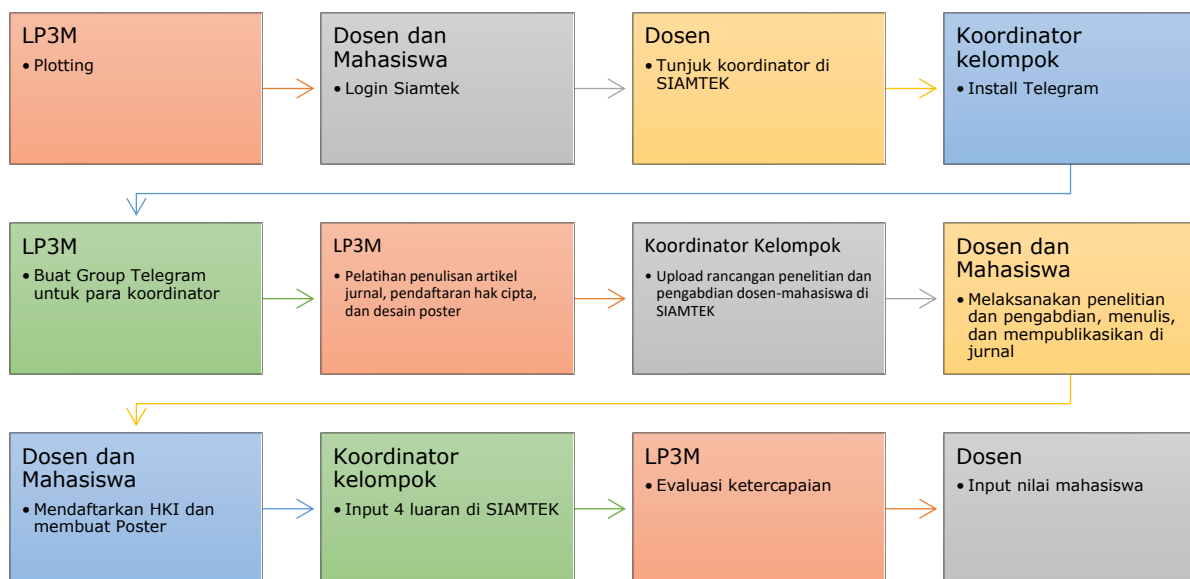 LP3M
• Plotting
Dosen dan
Mahasiswa
• Login Siamtek
Dosen
• Tunjuk koordinator di
SIAMTEK
Koordinator
kelompok
• Install Telegram
LP3M
• Buat Group Telegram
untuk para koordinator
LP3M
• Pelatihan penulisan artikel
jurnal, pendaftaran hak cipta,
dan desain poster
Koordinator Kelompok
• Upload rancangan penelitian dan
pengabdian dosen-mahasiswa di
SIAMTEK
Dosen dan
Mahasiswa
• Melaksanakan penelitian
dan pengabdian, menulis,
dan mempublikasikan di
jurnal
Dosen dan
Mahasiswa
• Mendaftarkan HKI dan
membuat Poster
Koordinator
kelompok
• Input 4 luaran di SIAMTEK
LP3M
• Evaluasi ketercapaian
Dosen
• Input nilai mahasiswa